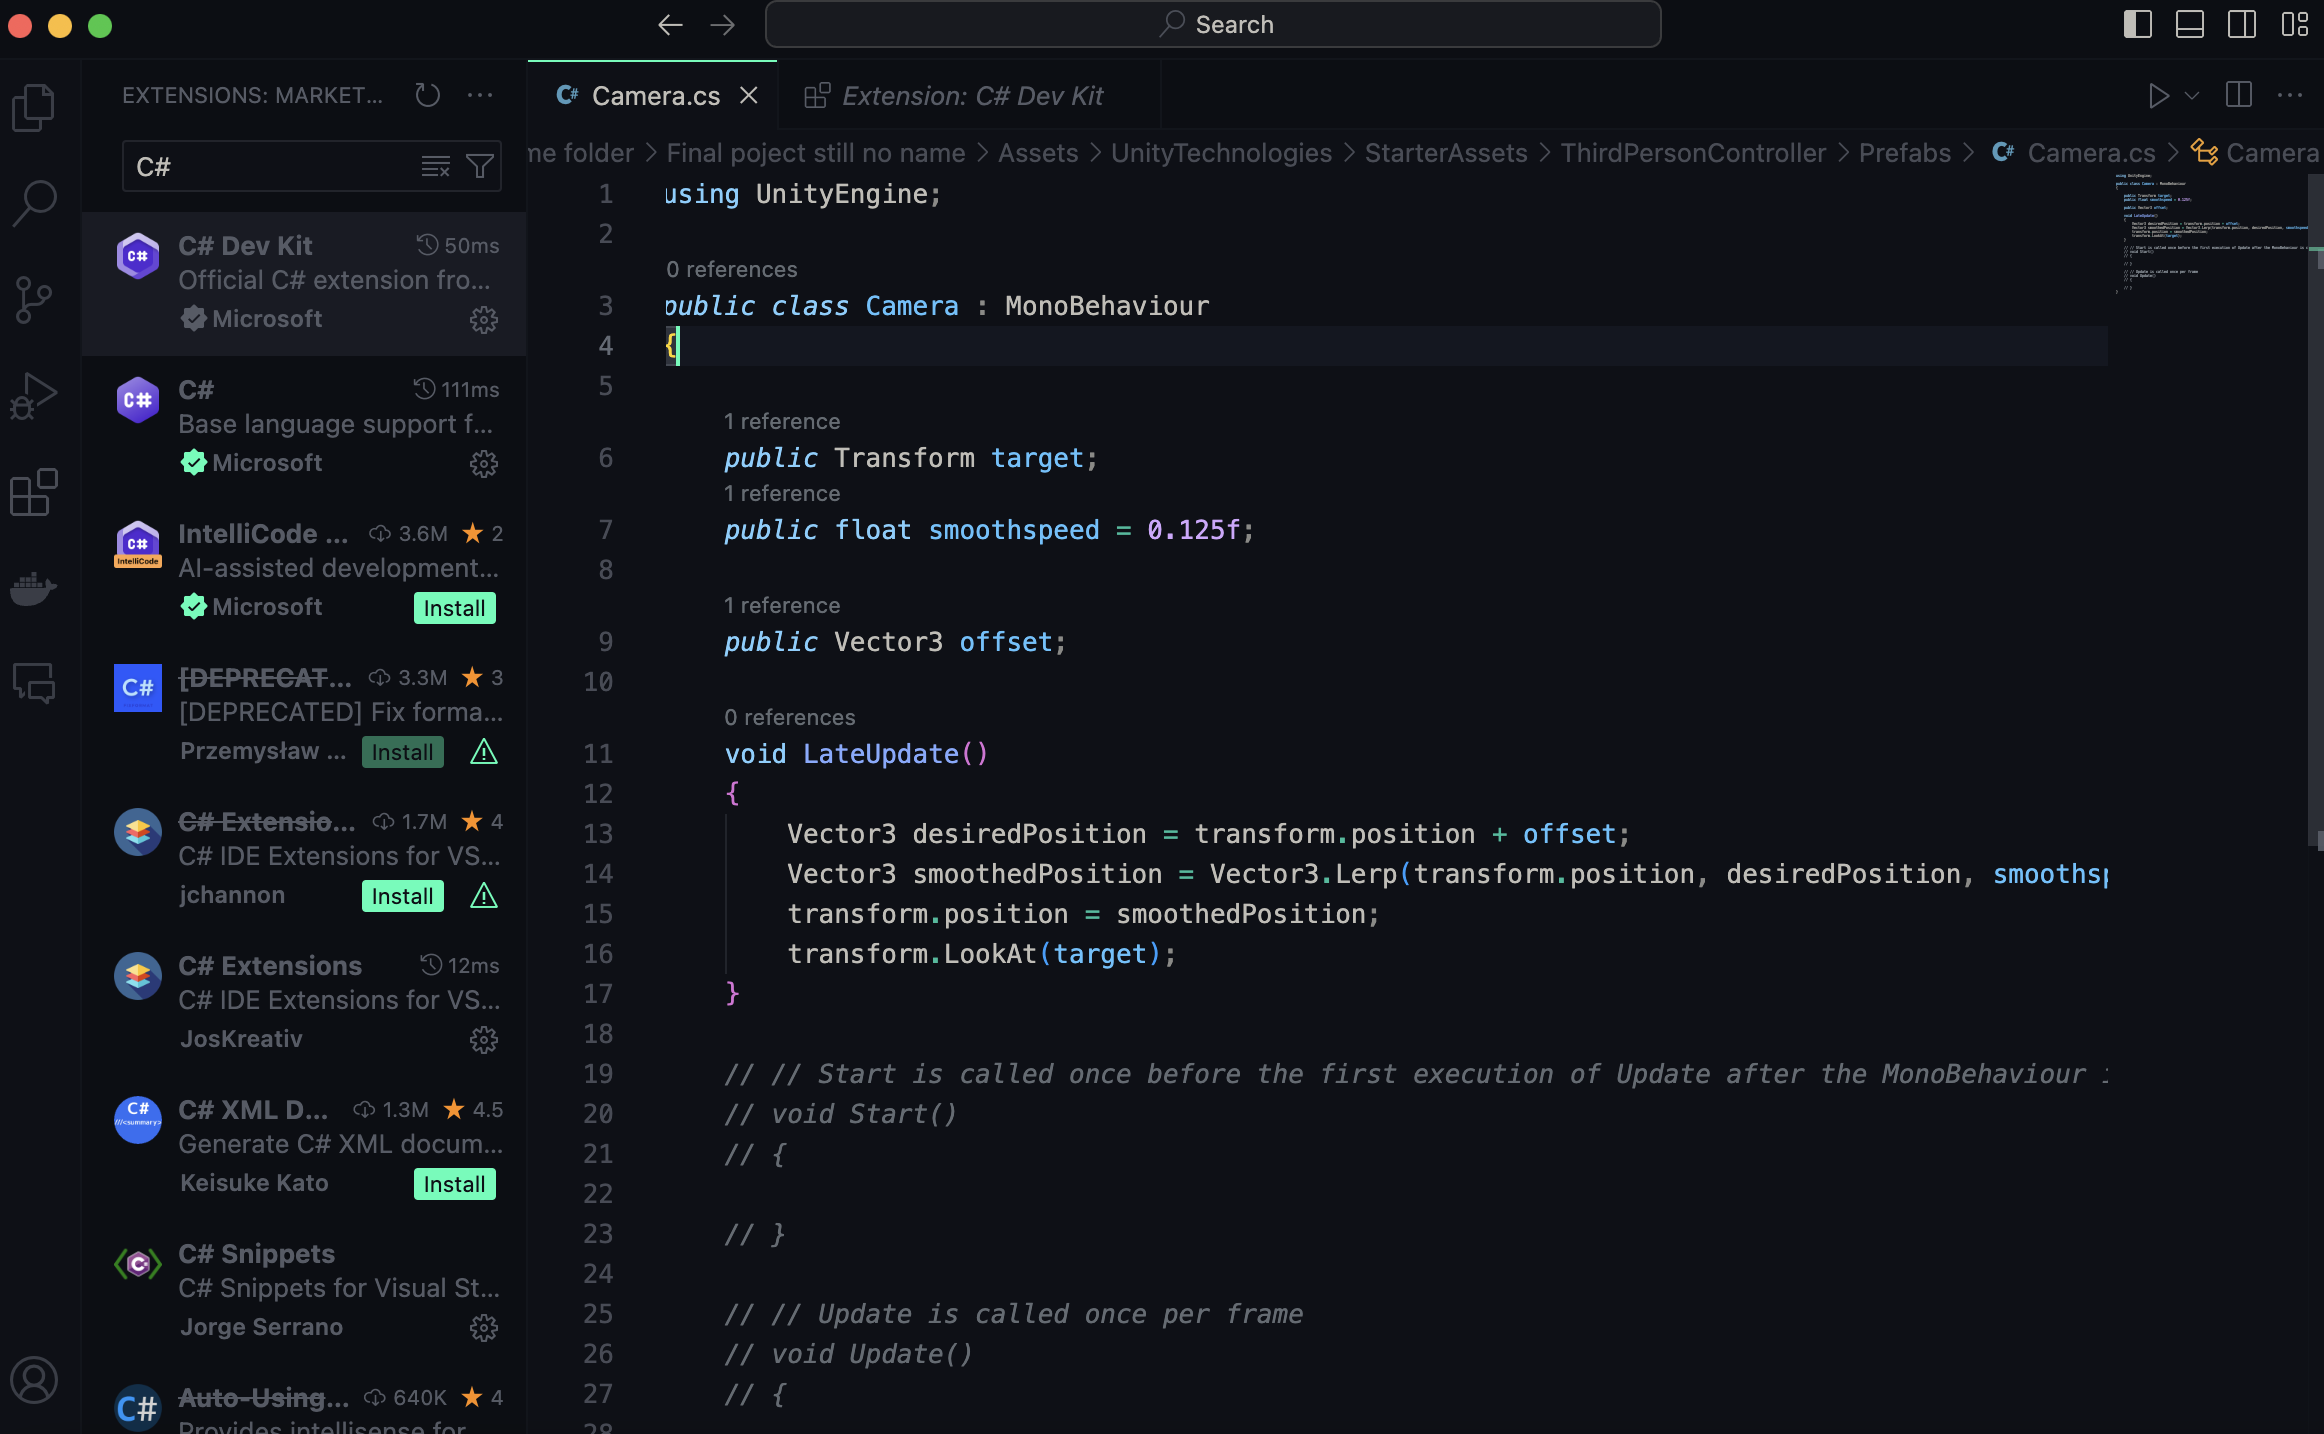 Search
EXTENSIONS: MARKET...
C#
C# Dev Kit 50ms
Official C# extension fro...
Microsoft
C# 111ms
Base language support f...
Microsoft
IntelliCode ... 3.6M 2
AI-assisted development...
Microsoft Install
[DEPRECAT... 3.3M 3
[DEPRECATED] Fix forma...
Przemysław ... Install
C# Extensio... 1.7M 4
C# IDE Extensions for VS...
jchannon Install
C# Extensions 12ms
C# IDE Extensions for VS...
JosKreativ
C# XML D... 1.3M 4.5
Generate C# XML docum...
Keisuke Kato Install
C# Snippets
C# Snippets for Visual St...
Jorge Serrano
Auto-Using... 640K 4
Provides intellisense for
Camera.cs Extension: C# Dev Kit
me folder > Final poject still no name > Assets > UnityTechnologies > StarterAssets > ThirdPersonController > Prefabs > Camera.cs > Camera
1 using UnityEngine;
2
0 references
3 public class Camera : MonoBehaviour
4 {
5
1 reference
6 public Transform target;
1 reference
7 public float smoothspeed = 0.125f;
8
1 reference
9 public Vector3 offset;
10
0 references
11 void LateUpdate()
12 {
13 Vector3 desiredPosition = transform.position + offset;
14 Vector3 smoothedPosition = Vector3.Lerp(transform.position, desiredPosition, smoothsp
15 transform.position = smoothedPosition;
16 transform.LookAt(target);
17 }
18
19 // // Start is called once before the first execution of Update after the MonoBehaviour
20 // void Start()
21 // {
22
23 // }
24
25 // // Update is called once per frame
26 // void Update()
27 // {
28